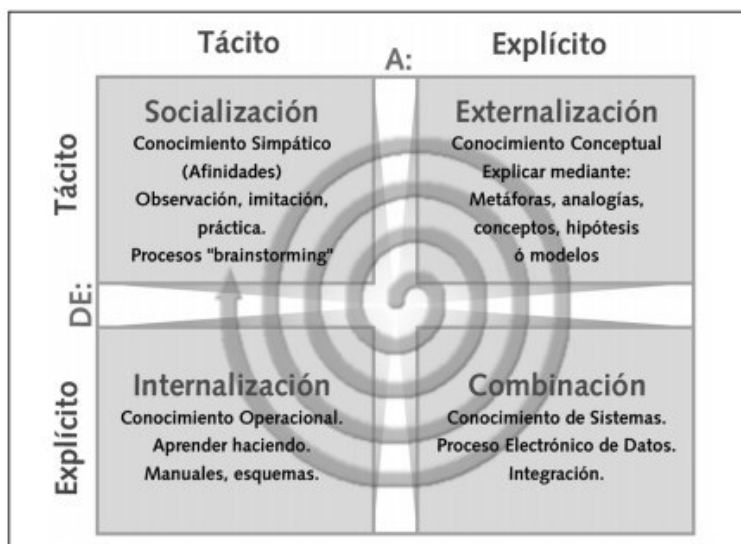 Tácito
Explícito
A:
DE:
Tácito
Socialización
Conocimiento Simpático
(Afinidades)
Observación, imitación,
práctica.
Procesos "brainstorming"
Externalización
Conocimiento Conceptual
Explicar mediante:
Metáforas, analogías,
conceptos, hipótesis
ó modelos
Explícito
Internalización
Conocimiento Operacional.
Aprender haciendo.
Manuales, esquemas.
Combinación
Conocimiento de Sistemas.
Proceso Electrónico de Datos.
Integración.